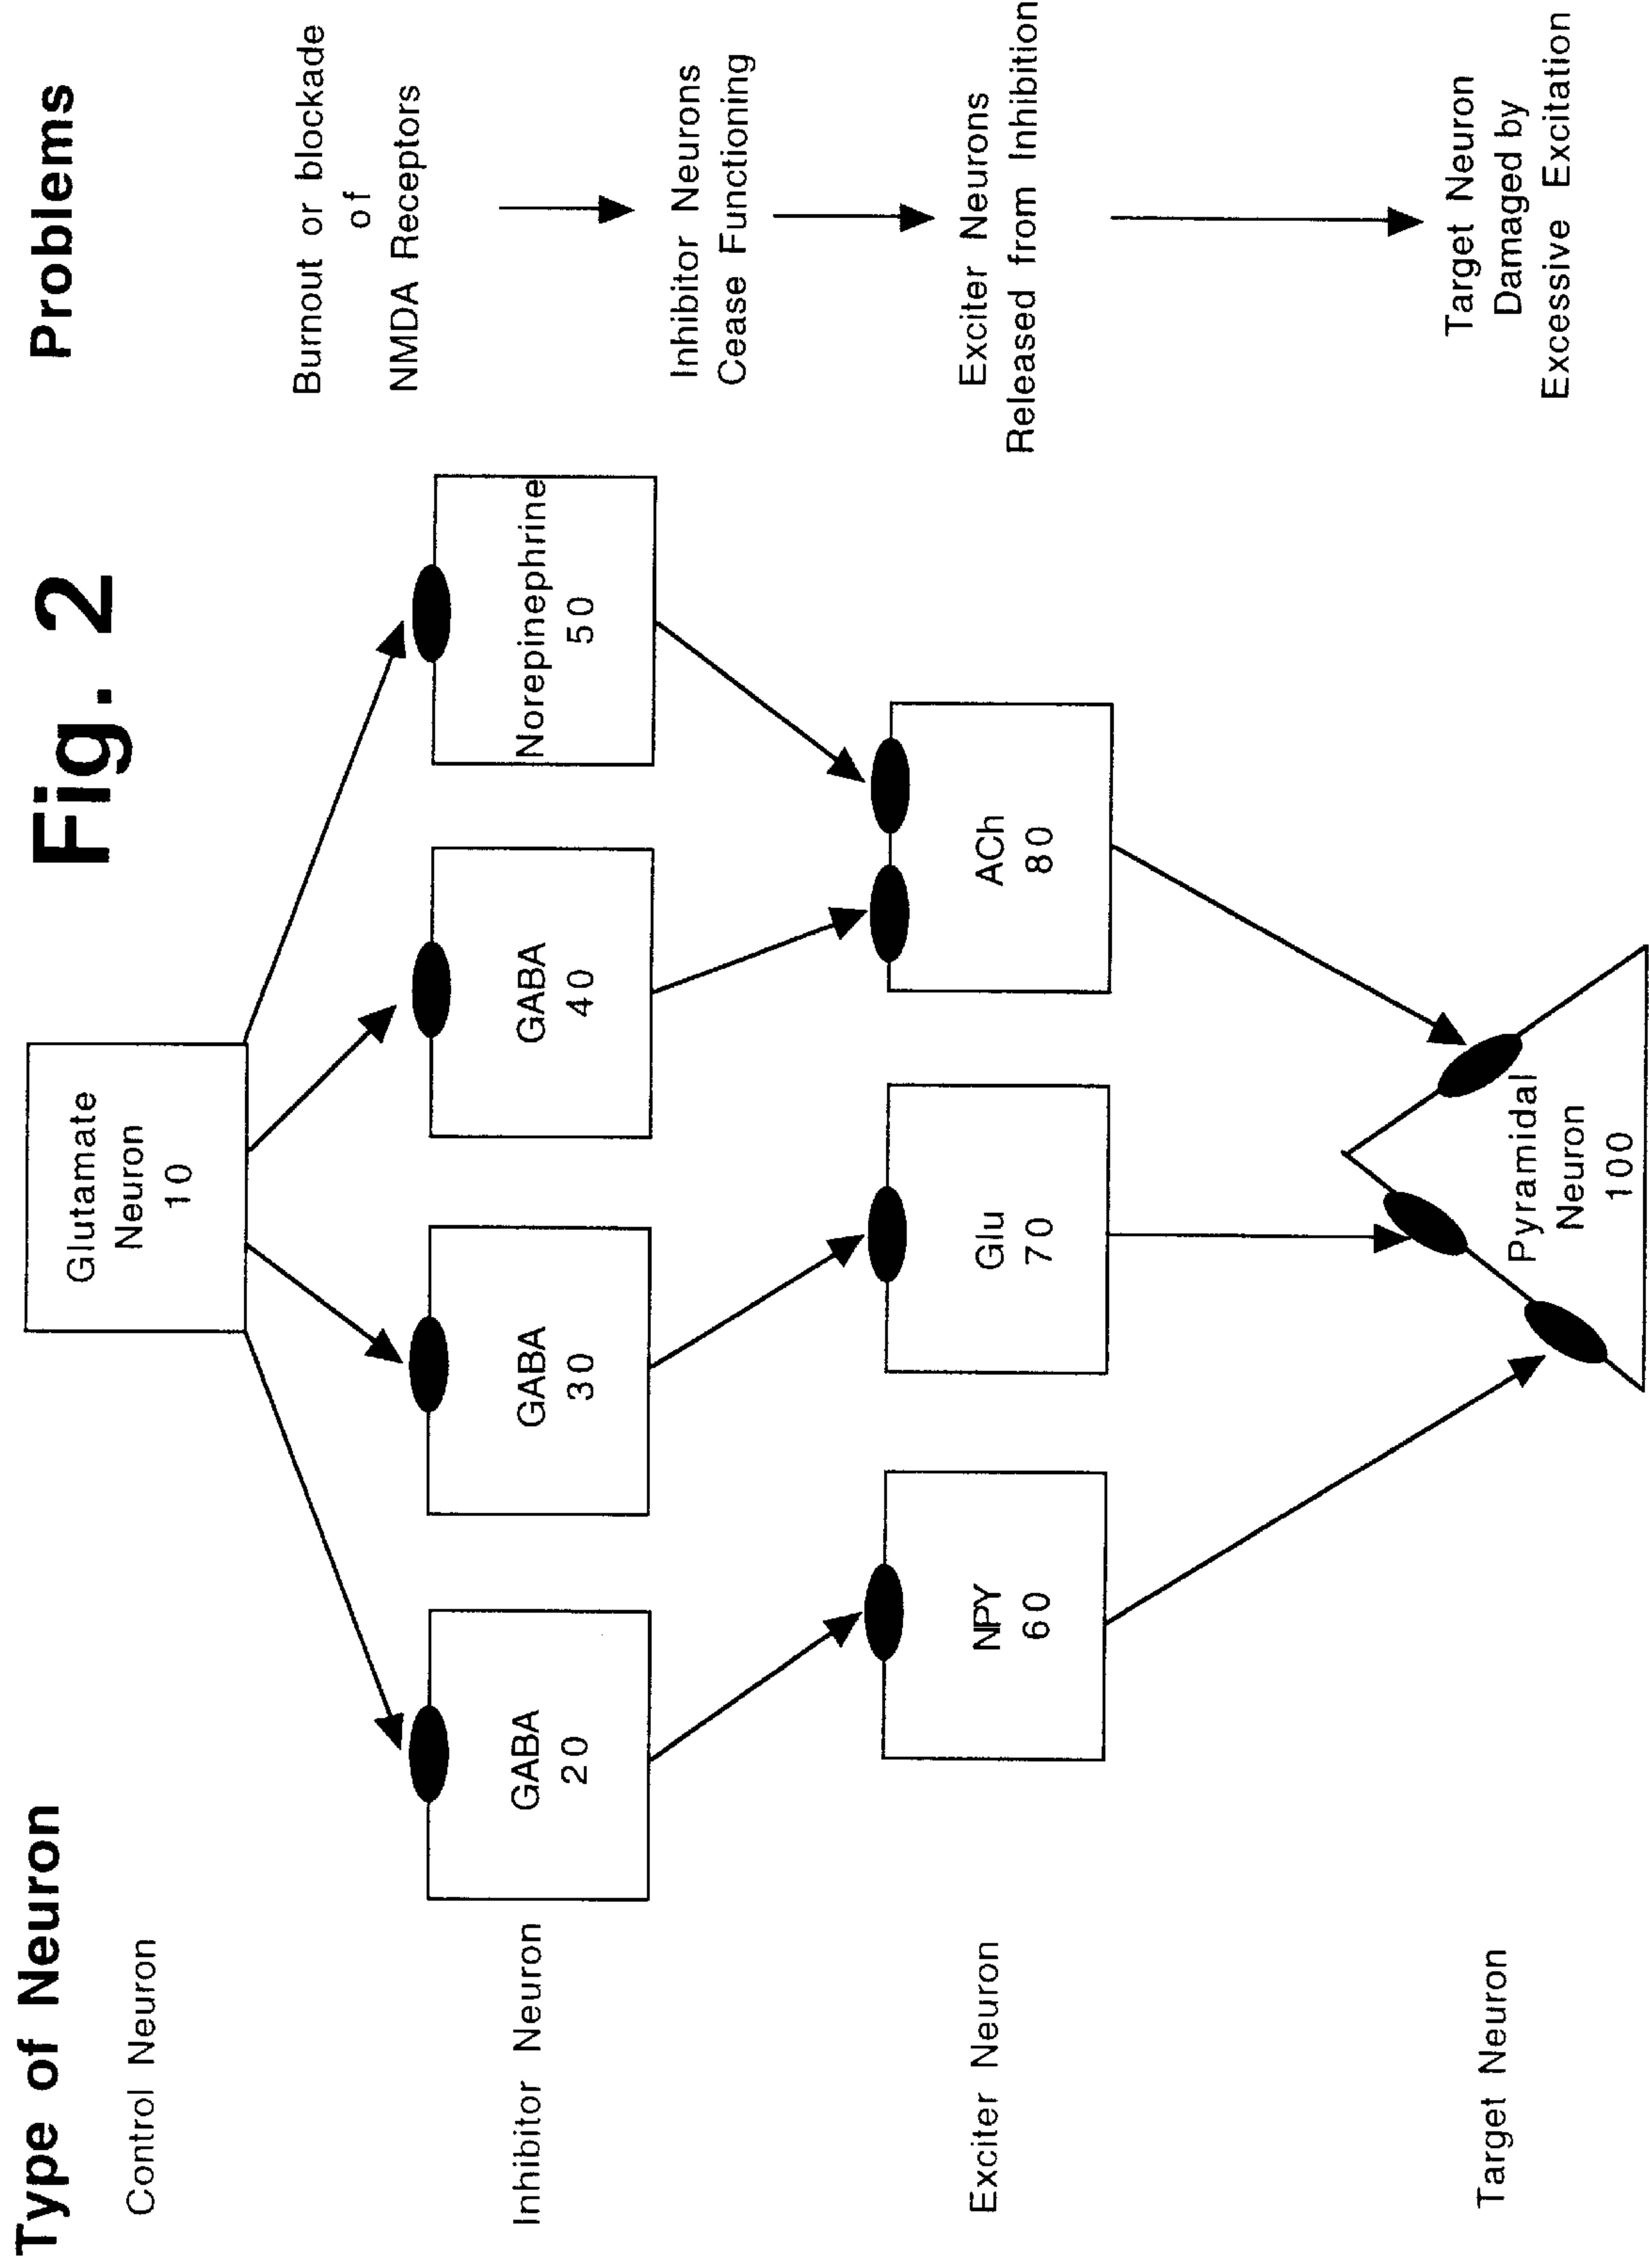 Fig. 2
Type of Neuron
Problems
Control Neuron
Glutamate
Neuron
10
Burnout or blockade
of
NMDA Receptors
Inhibitor Neuron
GABA
20
GABA
30
GABA
40
Norepinephrine
50
Inhibitor Neurons
Cease Functioning
Exciter Neuron
NPY
60
Glu
70
ACh
80
Exciter Neurons
Released from Inhibition
Target Neuron
Pyramidal
Neuron
100
Target Neuron
Damaged by
Excessive Excitation